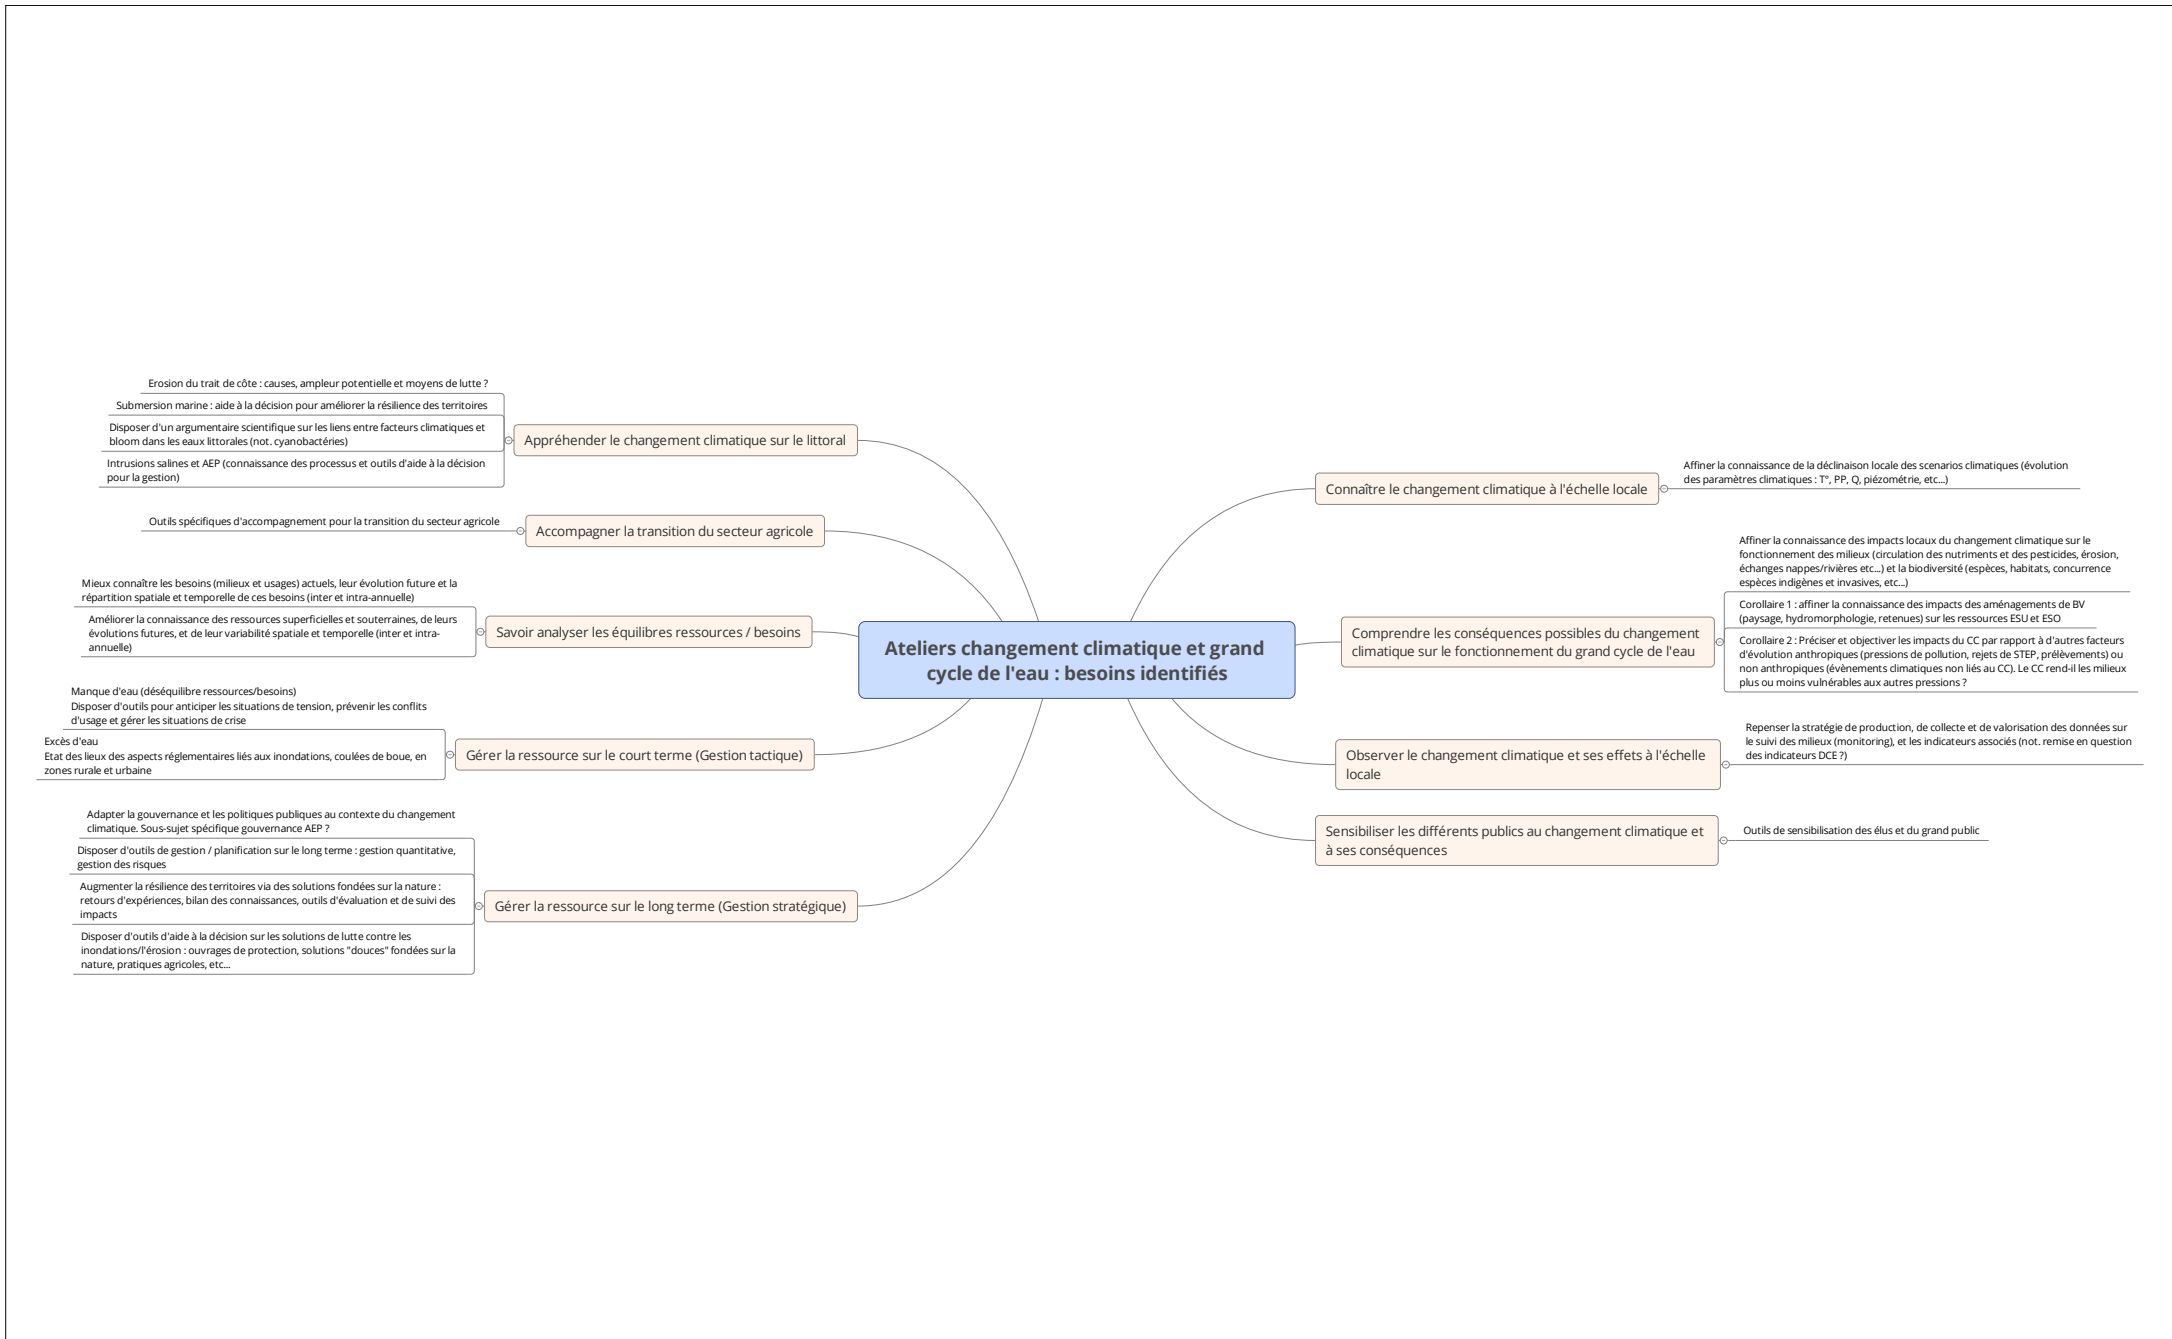 Ateliers changement climatique et grand
cycle de l'eau : besoins identifiés
Connaître le changement climatique à l'échelle locale
Affiner la connaissance de la déclinaison locale des scenarios climatiques (évolution
des paramètres climatiques : T°, PP, Q, piézométrie, etc...)
Comprendre les conséquences possibles du changement
climatique sur le fonctionnement du grand cycle de l'eau
Affiner la connaissance des impacts locaux du changement climatique sur le
fonctionnement des milieux (circulation des nutriments et des pesticides, érosion,
échanges nappes/rivières etc...) et la biodiversité (espèces, habitats, concurrence
espèces indigènes et invasives, etc...)
Corollaire 1 : affiner la connaissance des impacts des aménagements de BV
(paysage, hydromorphologie, retenues) sur les ressources ESU et ESO
Corollaire 2 : Préciser et objectiver les impacts du CC par rapport à d'autres facteurs
d'évolution anthropiques (pressions de pollution, rejets de STEP, prélèvements) ou
non anthropiques (évènements climatiques non liés au CC). Le CC rend-il les milieux
plus ou moins vulnérables aux autres pressions ?
Observer le changement climatique et ses effets à l'échelle
locale
Repenser la stratégie de production, de collecte et de valorisation des données sur
le suivi des milieux (monitoring), et les indicateurs associés (not. remise en question
des indicateurs DCE ?)
Sensibiliser les différents publics au changement climatique et
à ses conséquences
Outils de sensibilisation des élus et du grand public
Appréhender le changement climatique sur le littoral
Erosion du trait de côte : causes, ampleur potentielle et moyens de lutte ?
Submersion marine : aide à la décision pour améliorer la résilience des territoires
Disposer d'un argumentaire scientifique sur les liens entre facteurs climatiques et
bloom dans les eaux littorales (not. cyanobactéries)
Intrusions salines et AEP (connaissance des processus et outils d'aide à la décision
pour la gestion)
Accompagner la transition du secteur agricole
Outils spécifiques d'accompagnement pour la transition du secteur agricole
Savoir analyser les équilibres ressources / besoins
Mieux connaître les besoins (milieux et usages) actuels, leur évolution future et la
répartition spatiale et temporelle de ces besoins (inter et intra-annuelle)
Améliorer la connaissance des ressources superficielles et souterraines, de leurs
évolutions futures, et de leur variabilité spatiale et temporelle (inter et intra-
annuelle)
Gérer la ressource sur le court terme (Gestion tactique)
Manque d'eau (déséquilibre ressources/besoins)
Disposer d'outils pour anticiper les situations de tension, prévenir les conflits
d'usage et gérer les situations de crise
Excès d'eau
Etat des lieux des aspects réglementaires liés aux inondations, coulées de boue, en
zones rurale et urbaine
Gérer la ressource sur le long terme (Gestion stratégique)
Adapter la gouvernance et les politiques publiques au contexte du changement
climatique. Sous-sujet spécifique gouvernance AEP ?
Disposer d'outils de gestion / planification sur le long terme : gestion quantitative,
gestion des risques
Augmenter la résilience des territoires via des solutions fondées sur la nature :
retours d'expériences, bilan des connaissances, outils d'évaluation et de suivi des
impacts
Disposer d'outils d'aide à la décision sur les solutions de lutte contre les
inondations/l'érosion : ouvrages de protection, solutions "douces" fondées sur la
nature, pratiques agricoles, etc...